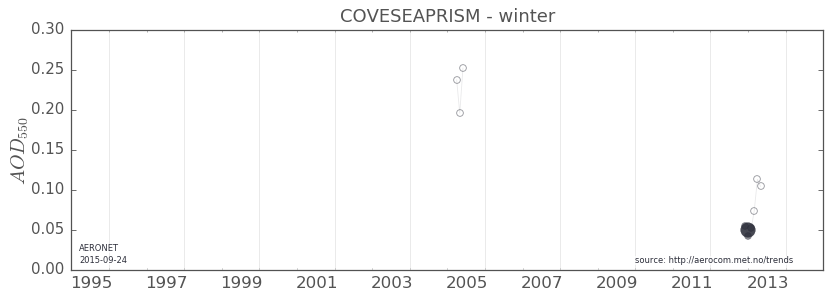 COVESEAPRISM - winter
0.30
0.25
0.20
0.15
0.10
0.05
0.00
AOD550
AERONET
2015-09-24
source: http://aerocom.met.no/trends
1995 1997 1999 2001 2003 2005 2007 2009 2011 2013